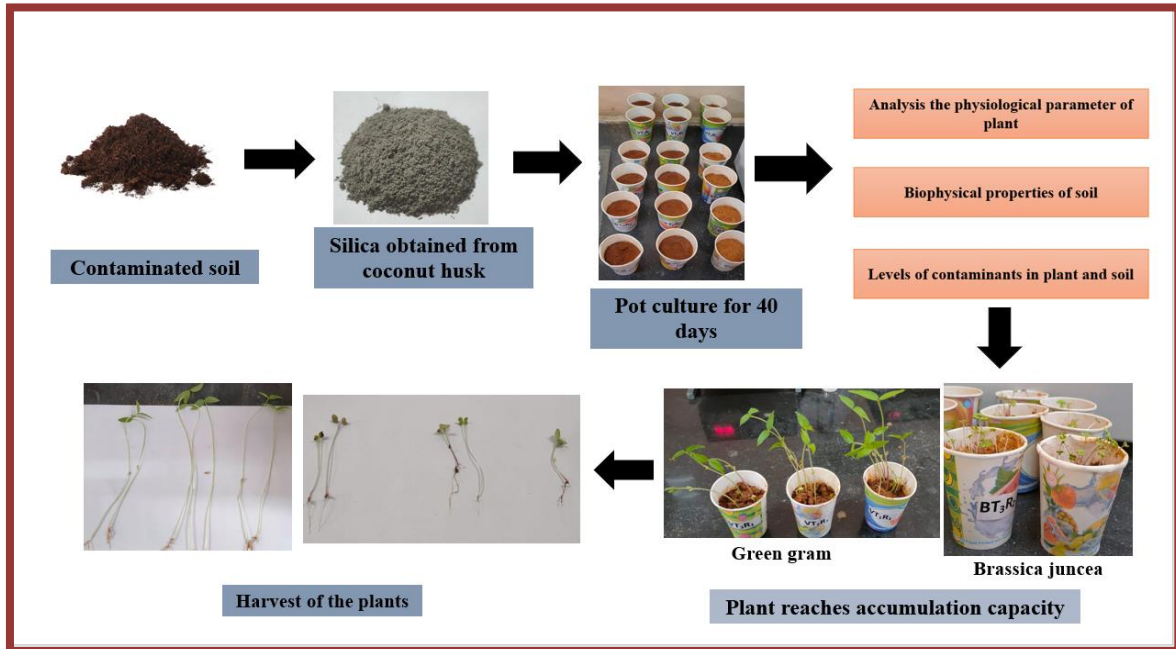 Contaminated soil
Silica obtained from
coconut husk
Pot culture for 40
days
Analysis the physiological parameter of
plant
Biophysical properties of soil
Levels of contaminants in plant and soil
Green gram
BT₃R
Brassica juncea
Plant reaches accumulation capacity
Harvest of the plants